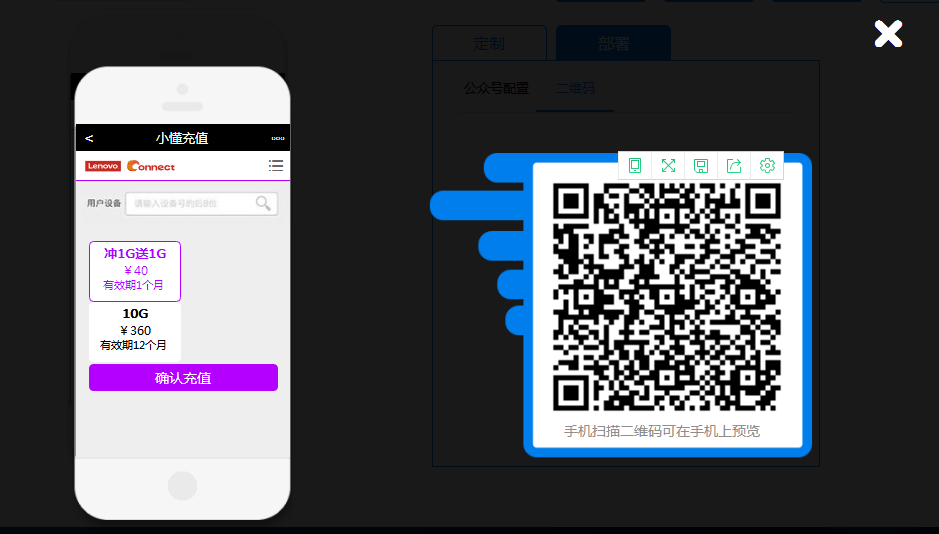 定制
部署
公众号配置
二维码
<
小懂充值
Lenovo Connect
用户设备
请输入设备号的后8位
冲1G送1G
￥40
有效期1个月
10G
￥360
有效期12个月
确认充值
手机扫描二维码可在手机上预览